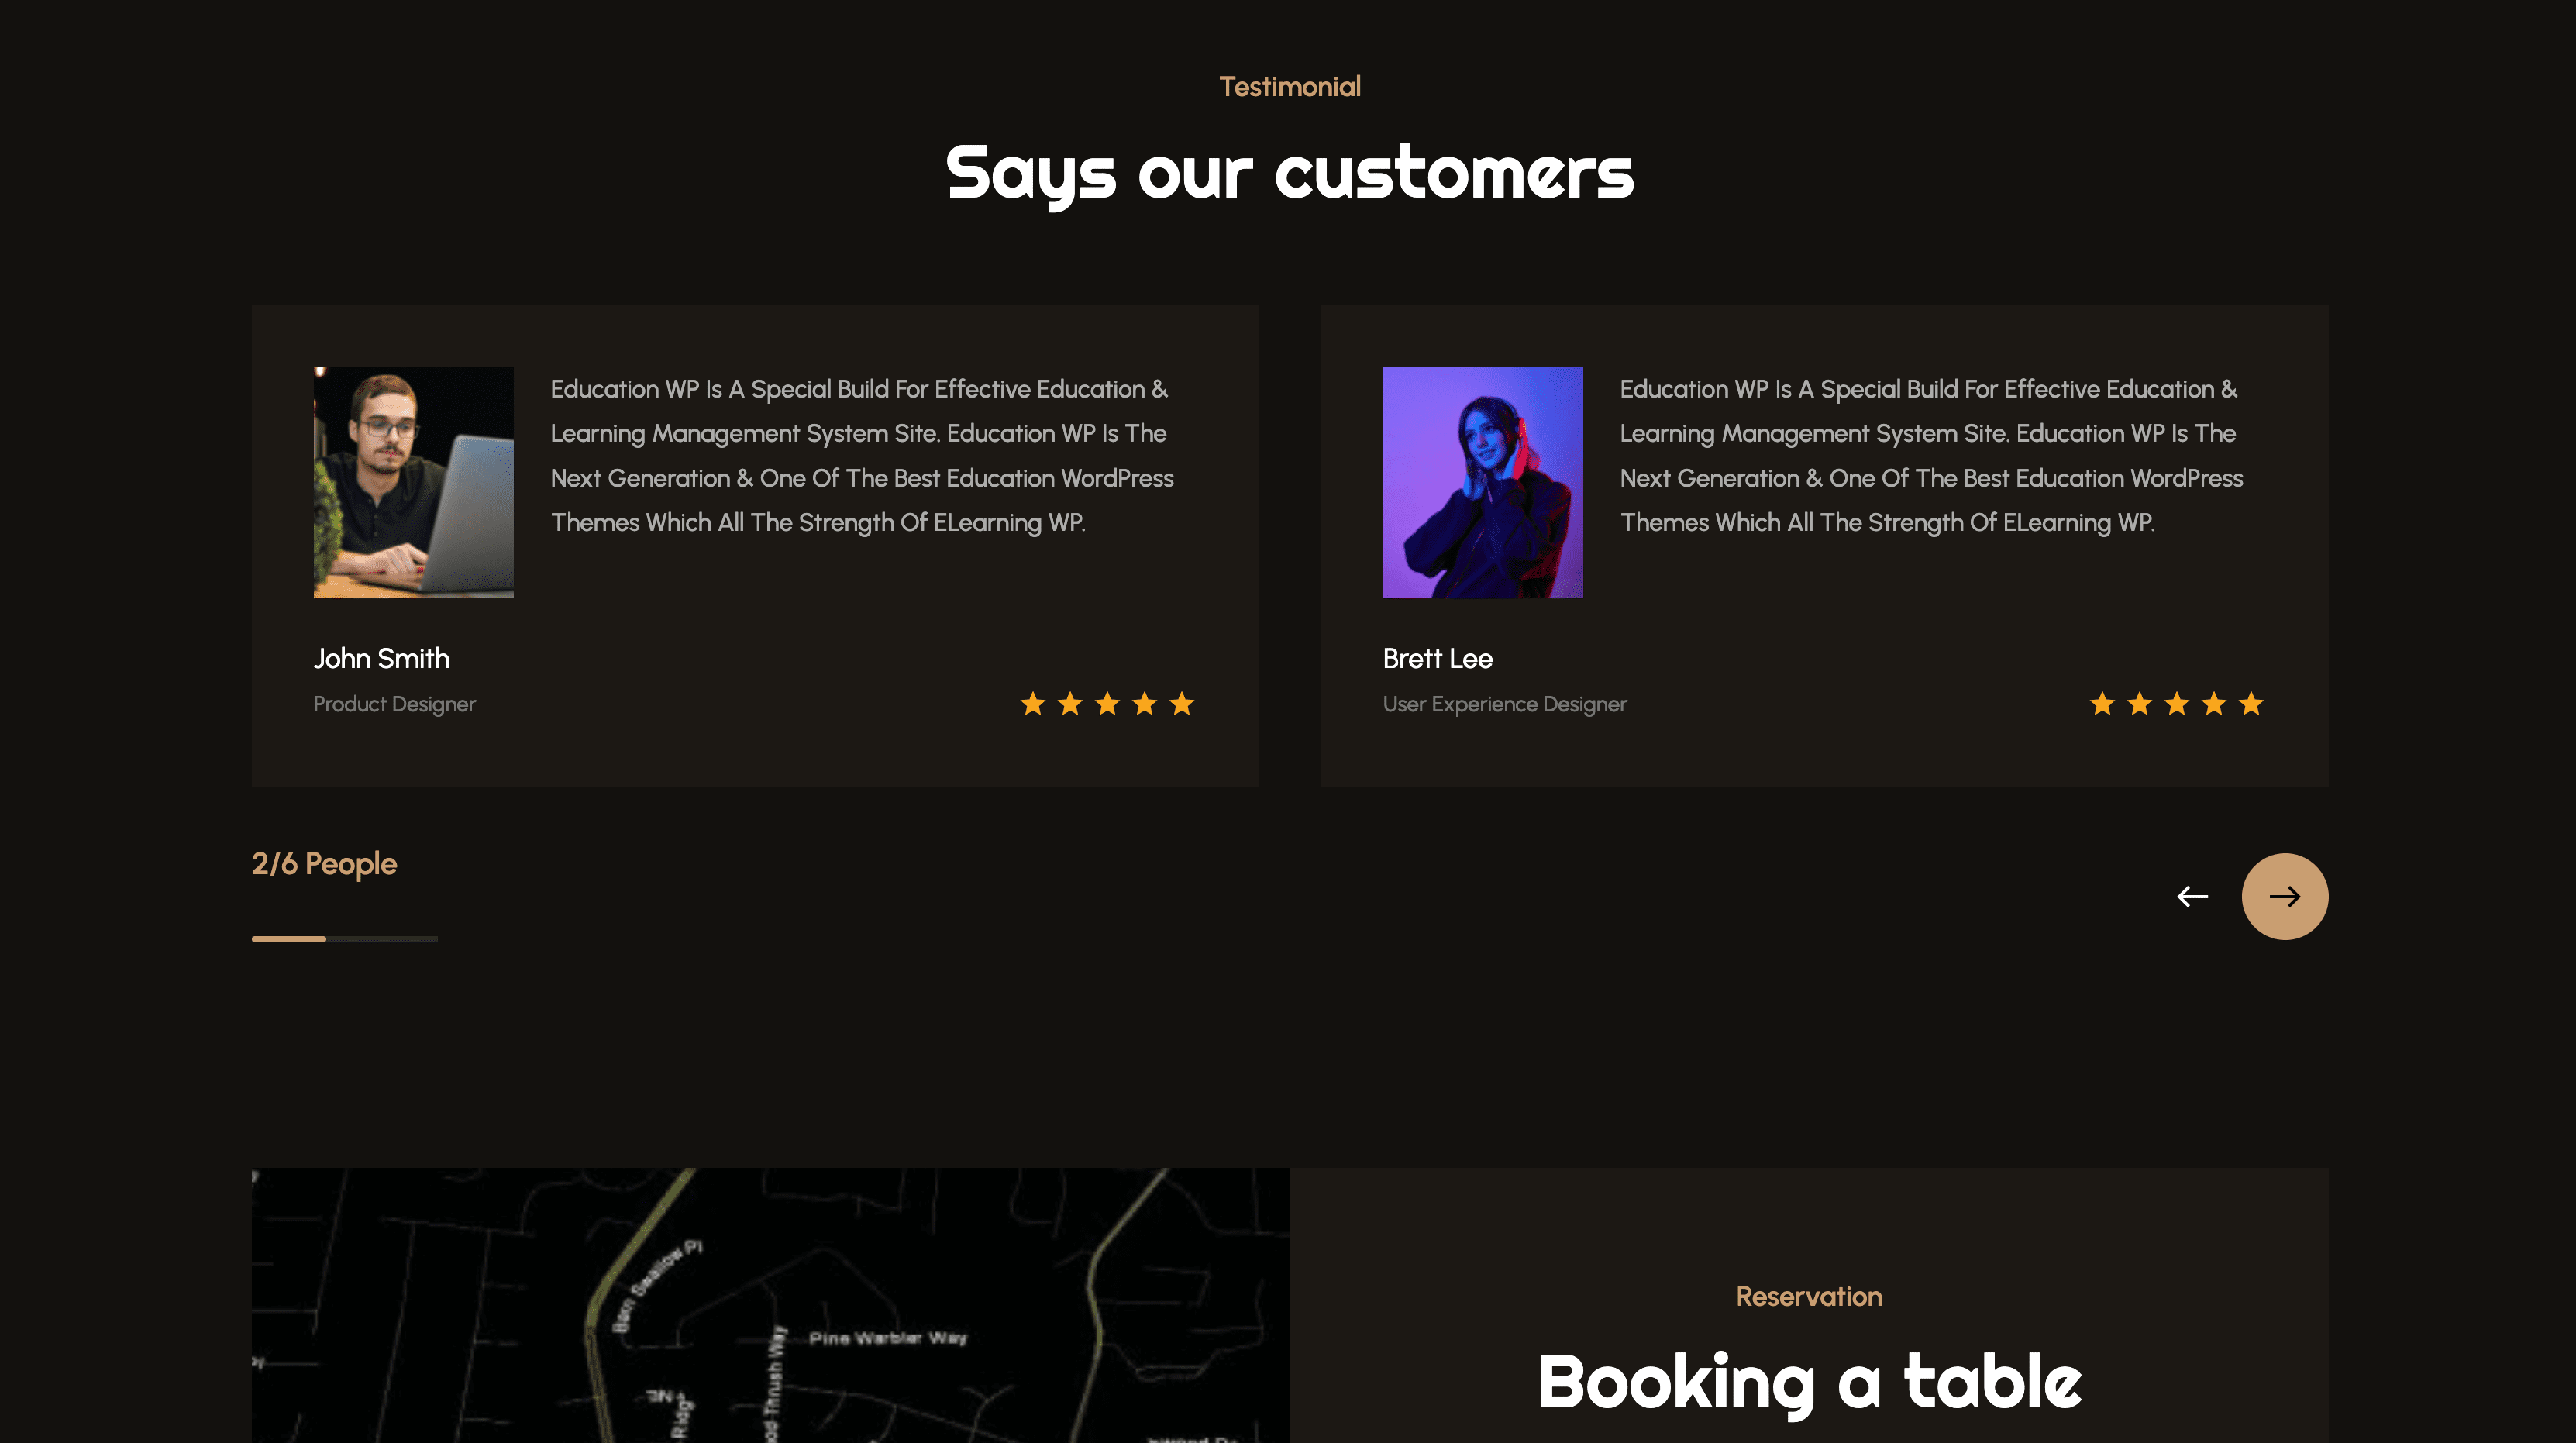 Testimonial
Says our customers
Education WP Is A Special Build For Effective Education &
Learning Management System Site. Education WP Is The
Next Generation & One Of The Best Education WordPress
Themes Which All The Strength Of ELearning WP.
John Smith
Product Designer
Education WP Is A Special Build For Effective Education &
Learning Management System Site. Education WP Is The
Next Generation & One Of The Best Education WordPress
Themes Which All The Strength Of ELearning WP.
Brett Lee
User Experience Designer
2/6 People
Swallow Pl
Pine Warbler Way
Thrush Way
Reservation
Booking a table